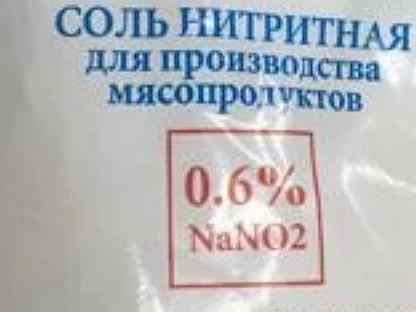 СОЛЬ НИТРИТНАЯ
для производства
мясопродуктов
0.6%
NaNO2